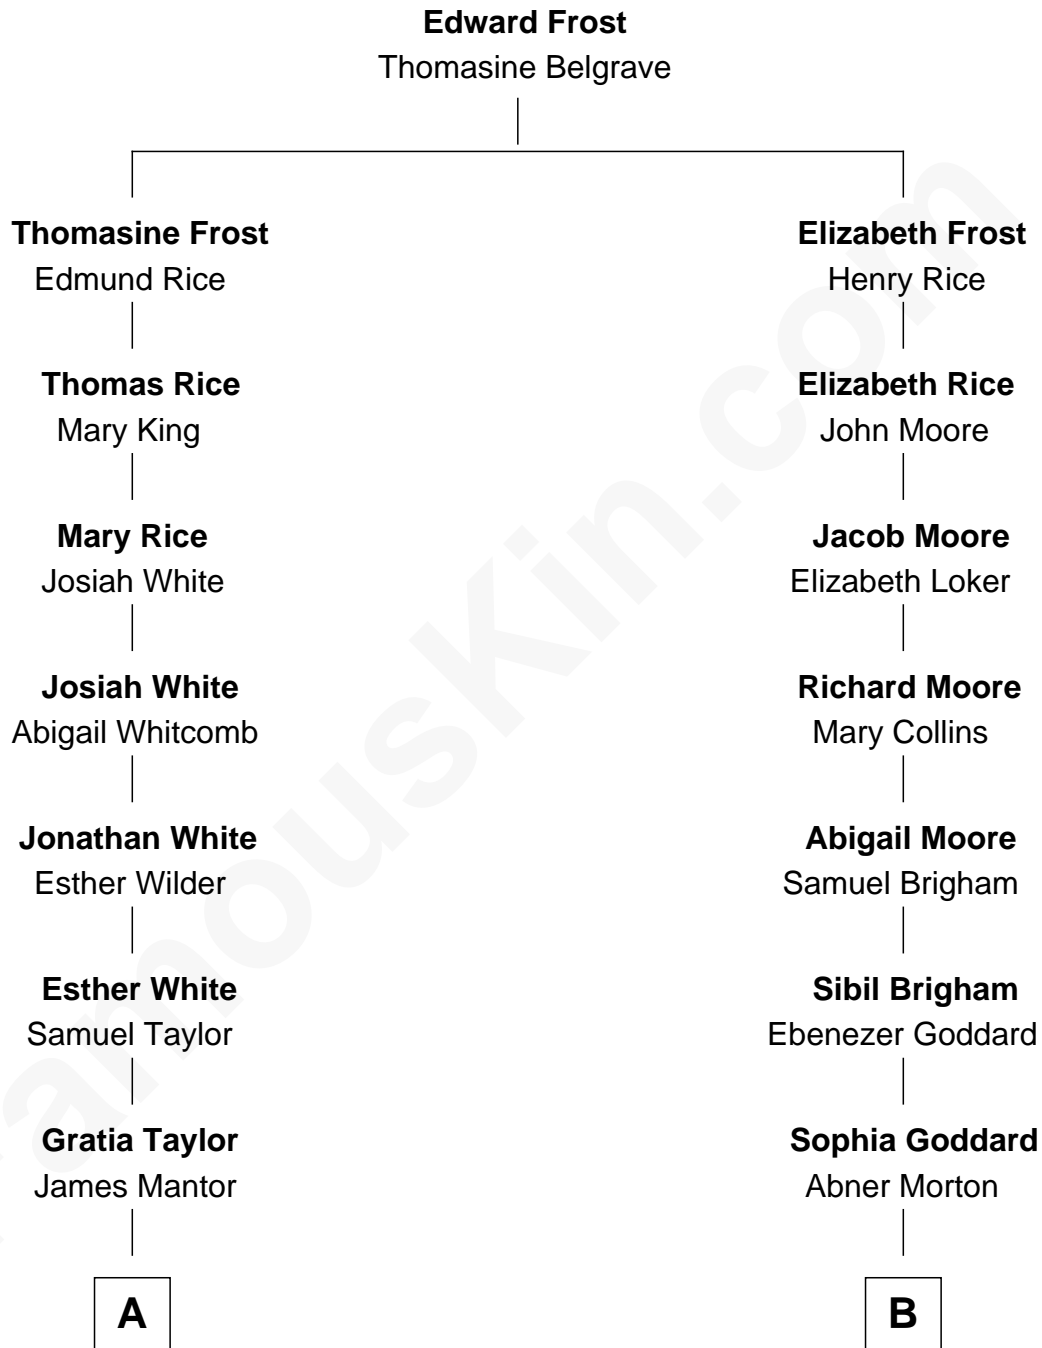 Edward Frost
Thomasine Belgrave
Thomasine Frost
Edmund Rice
Thomas Rice
Mary King
Mary Rice
Josiah White
Josiah White
Abigail Whitcomb
Jonathan White
Esther Wilder
Esther White
Samuel Taylor
Gratia Taylor
James Mantor
A
Elizabeth Frost
Henry Rice
Elizabeth Rice
John Moore
Jacob Moore
Elizabeth Loker
Richard Moore
Mary Collins
Abigail Moore
Samuel Brigham
Sibil Brigham
Ebenezer Goddard
Sophia Goddard
Abner Morton
B
FamousKin.com